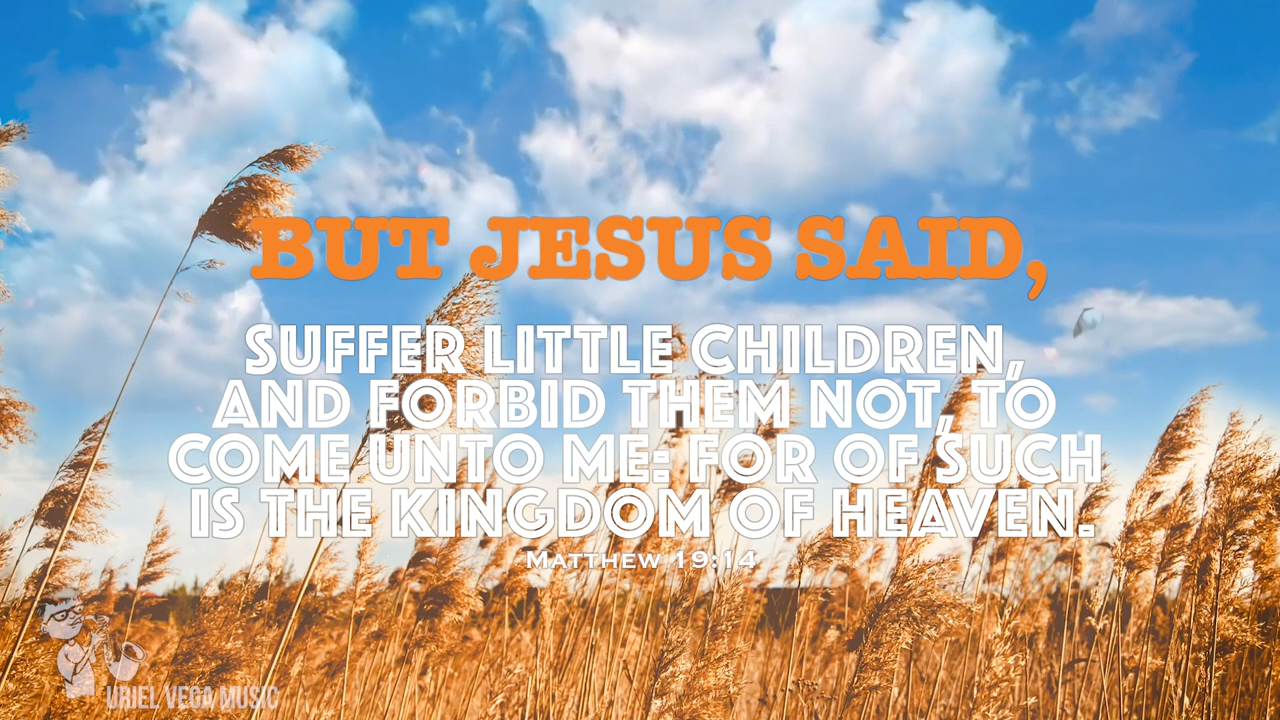 BUT JESUS SAID,
SUFFER LITTLE CHILDREN,
AND FORBID THEM NOT, TO
COME UNTO ME: FOR OF SUCH
IS THE KINGDOM OF HEAVEN.
MATTHEW 19:14
URIEL VEGA MUSIC